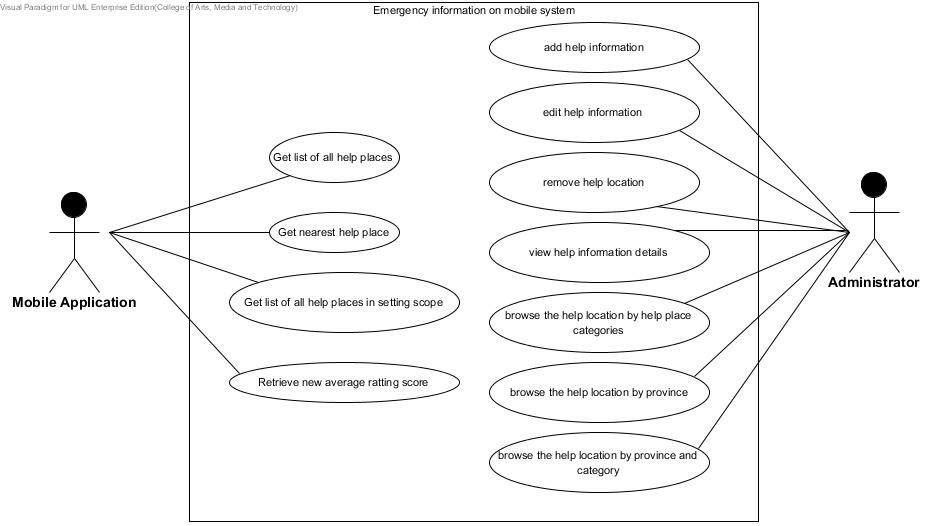 Visual Paradigm for UML Enterprise Edition(College of Arts, Media and Technology)
Emergency information on mobile system
add help information
edit help information
Get list of all help places
remove help location
Get nearest help place
view help information details
Mobile Application
Administrator
Get list of all help places in setting scope
browse the help location by help place
categories
Retrieve new average ratting score
browse the help location by province
browse the help location by province and
category